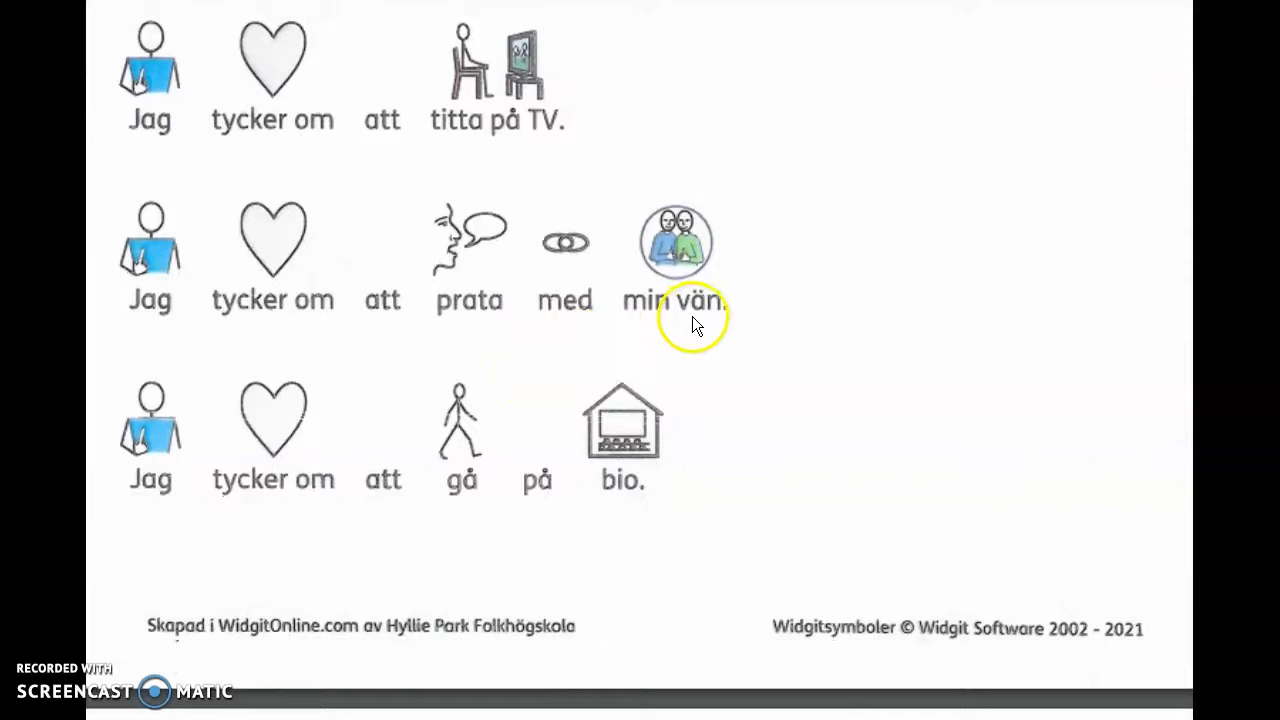 Jag tycker om att titta på TV.
Jag tycker om att prata med min vän.
Jag tycker om att gå på bio.
Skapad i WidgitOnline.com av Hyllie Park Folkhögskola
Widgitsymboler © Widgit Software 2002 - 2021
RECORDED WITH
SCREENCAST MATIC